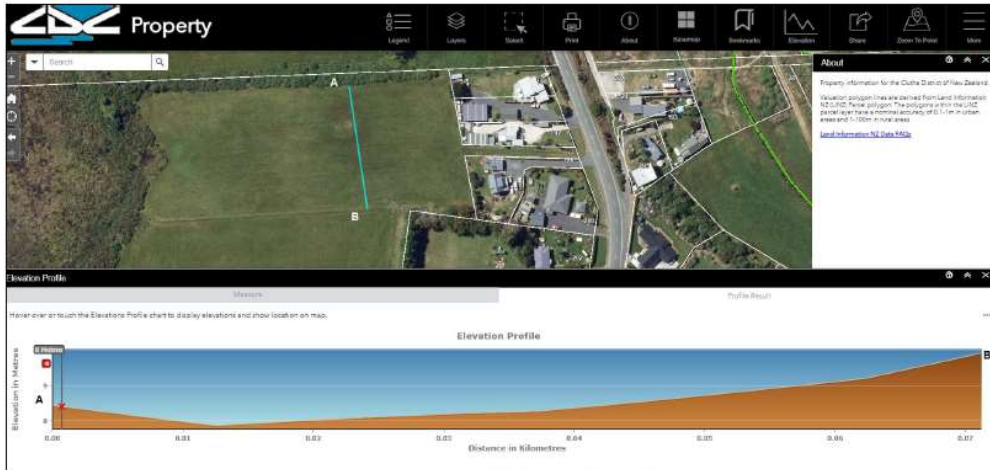 CDC Property
Legend
Layers
Select
Print
About
Basemap
Bookmarks
Elevation
Share
Zoom To Point
More
Search
A
B
About
Property information for the Clutha District of New Zealand.
Valuation polygon lines are derived from Land Information
NZ (LINZ) Parcel polygon. The polygons within the LINZ
parcel layer have a nominal accuracy of 0.1-1m in urban
areas and 1-100m in rural areas
Land Information NZ Data FAQs
Elevation Profile
Measure
Profile Result
Hover over or touch the Elevations Profile chart to display elevations and show location on map.
Elevation Profile
Elevation in Metres
A
B
9
8
0.00
0.01
0.02
0.03
0.04
0.05
0.06
0.07
Distance in Kilometres